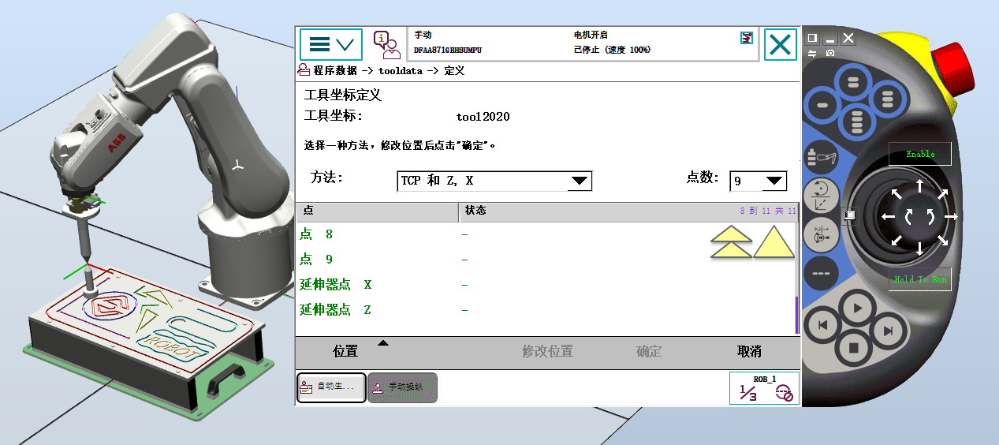 手动
DFAA871GBHSUMPU
电机开启
已停止 (速度 100%)
程序数据 -> tooldata -> 定义
工具坐标定义
工具坐标:
tool2020
选择一种方法，修改位置后点击"确定"。
方法:
TCP 和 Z, X
点数:
9
点
状态
8 到 11 共 11
点 8
–
点 9
–
延伸器点 X
–
延伸器点 Z
–
位置
修改位置
确定
取消
自动生...
手动操纵
ROB_1
1/3
Enable
Hold To Run
ABB
ROBOT